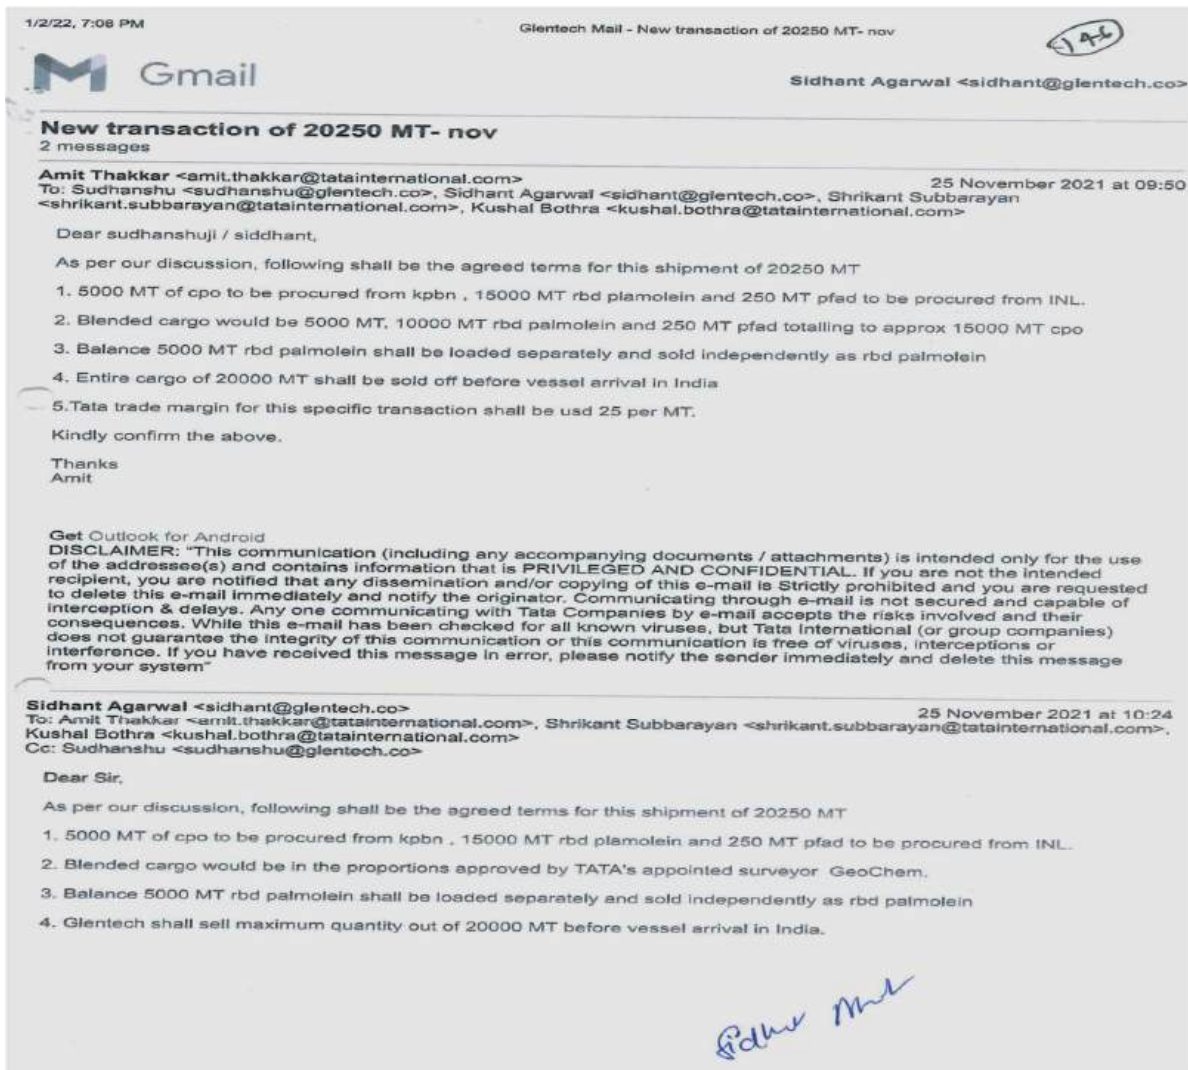 1/2/22, 7:08 PM
Glentech Mail - New transaction of 20250 MT- nov
146
Gmail
Sidhant Agarwal <sidhant@glentech.co>
New transaction of 20250 MT- nov
2 messages
Amit Thakkar <amit.thakkar@tatainternational.com>
25 November 2021 at 09:50
To: Sudhanshu <sudhanshu@glentech.co>, Sidhant Agarwal <sidhant@glentech.co>, Shrikant Subbarayan
<shrikant.subbarayan@tatainternational.com>, Kushal Bothra <kushal.bothra@tatainternational.com>
Dear sudhanshuji / siddhant,
As per our discussion, following shall be the agreed terms for this shipment of 20250 MT
1. 5000 MT of cpo to be procured from kpbn , 15000 MT rbd plamolein and 250 MT pfad to be procured from INL.
2. Blended cargo would be 5000 MT, 10000 MT rbd palmolein and 250 MT pfad totalling to approx 15000 MT cpo
3. Balance 5000 MT rbd palmolein shall be loaded separately and sold independently as rbd palmolein
4. Entire cargo of 20000 MT shall be sold off before vessel arrival in India
5.Tata trade margin for this specific transaction shall be usd 25 per MT.
Kindly confirm the above.
Thanks
Amit
Get Outlook for Android
DISCLAIMER: "This communication (including any accompanying documents / attachments) is intended only for the use
of the addressee(s) and contains information that is PRIVILEGED AND CONFIDENTIAL. If you are not the intended
recipient, you are notified that any dissemination and/or copying of this e-mail is Strictly prohibited and you are requested
to delete this e-mail immediately and notify the originator. Communicating through e-mail is not secured and capable of
interception & delays. Any one communicating with Tata Companies by e-mail accepts the risks involved and their
consequences. While this e-mail has been checked for all known viruses, but Tata International (or group companies)
does not guarantee the integrity of this communication or this communication is free of viruses, interceptions or
interference. If you have received this message in error, please notify the sender immediately and delete this message
from your system"
Sidhant Agarwal <sidhant@glentech.co>
25 November 2021 at 10:24
To: Amit Thakkar <amit.thakkar@tatainternational.com>, Shrikant Subbarayan <shrikant.subbarayan@tatainternational.com>,
Kushal Bothra <kushal.bothra@tatainternational.com>
Cc: Sudhanshu <sudhanshu@glentech.co>
Dear Sir,
As per our discussion, following shall be the agreed terms for this shipment of 20250 MT
1. 5000 MT of cpo to be procured from kpbn , 15000 MT rbd plamolein and 250 MT pfad to be procured from INL.
2. Blended cargo would be in the proportions approved by TATA's appointed surveyor GeoChem.
3. Balance 5000 MT rbd palmolein shall be loaded separately and sold independently as rbd palmolein
4. Glentech shall sell maximum quantity out of 20000 MT before vessel arrival in India.